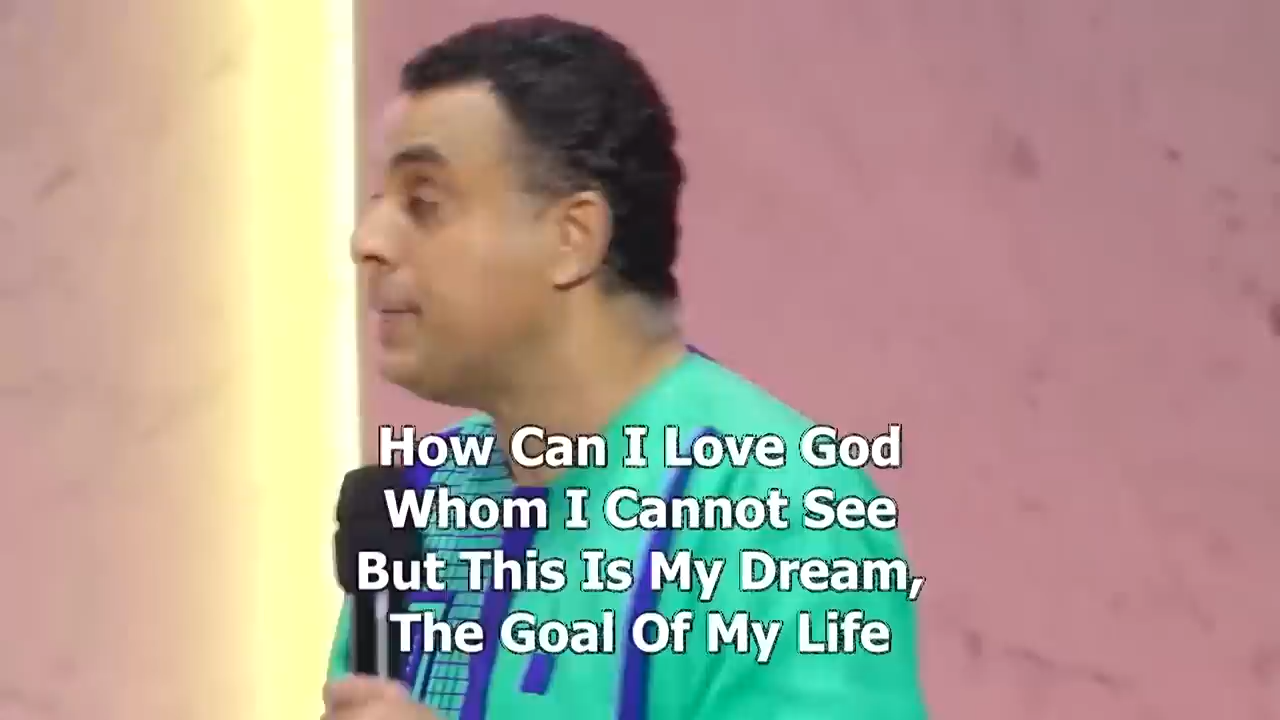 How Can I Love God
Whom I Cannot See
But This Is My Dream,
The Goal Of My Life